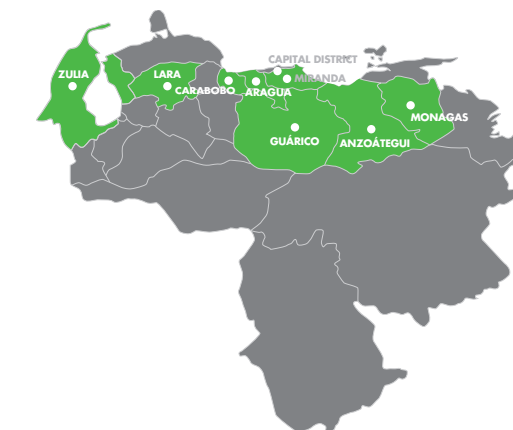 CAPITAL DISTRICT
ZULIA
LARA
MIRANDA
CARABOBO
ARAGUA
MONAGAS
GUÁRICO
ANZOÁTEGUI